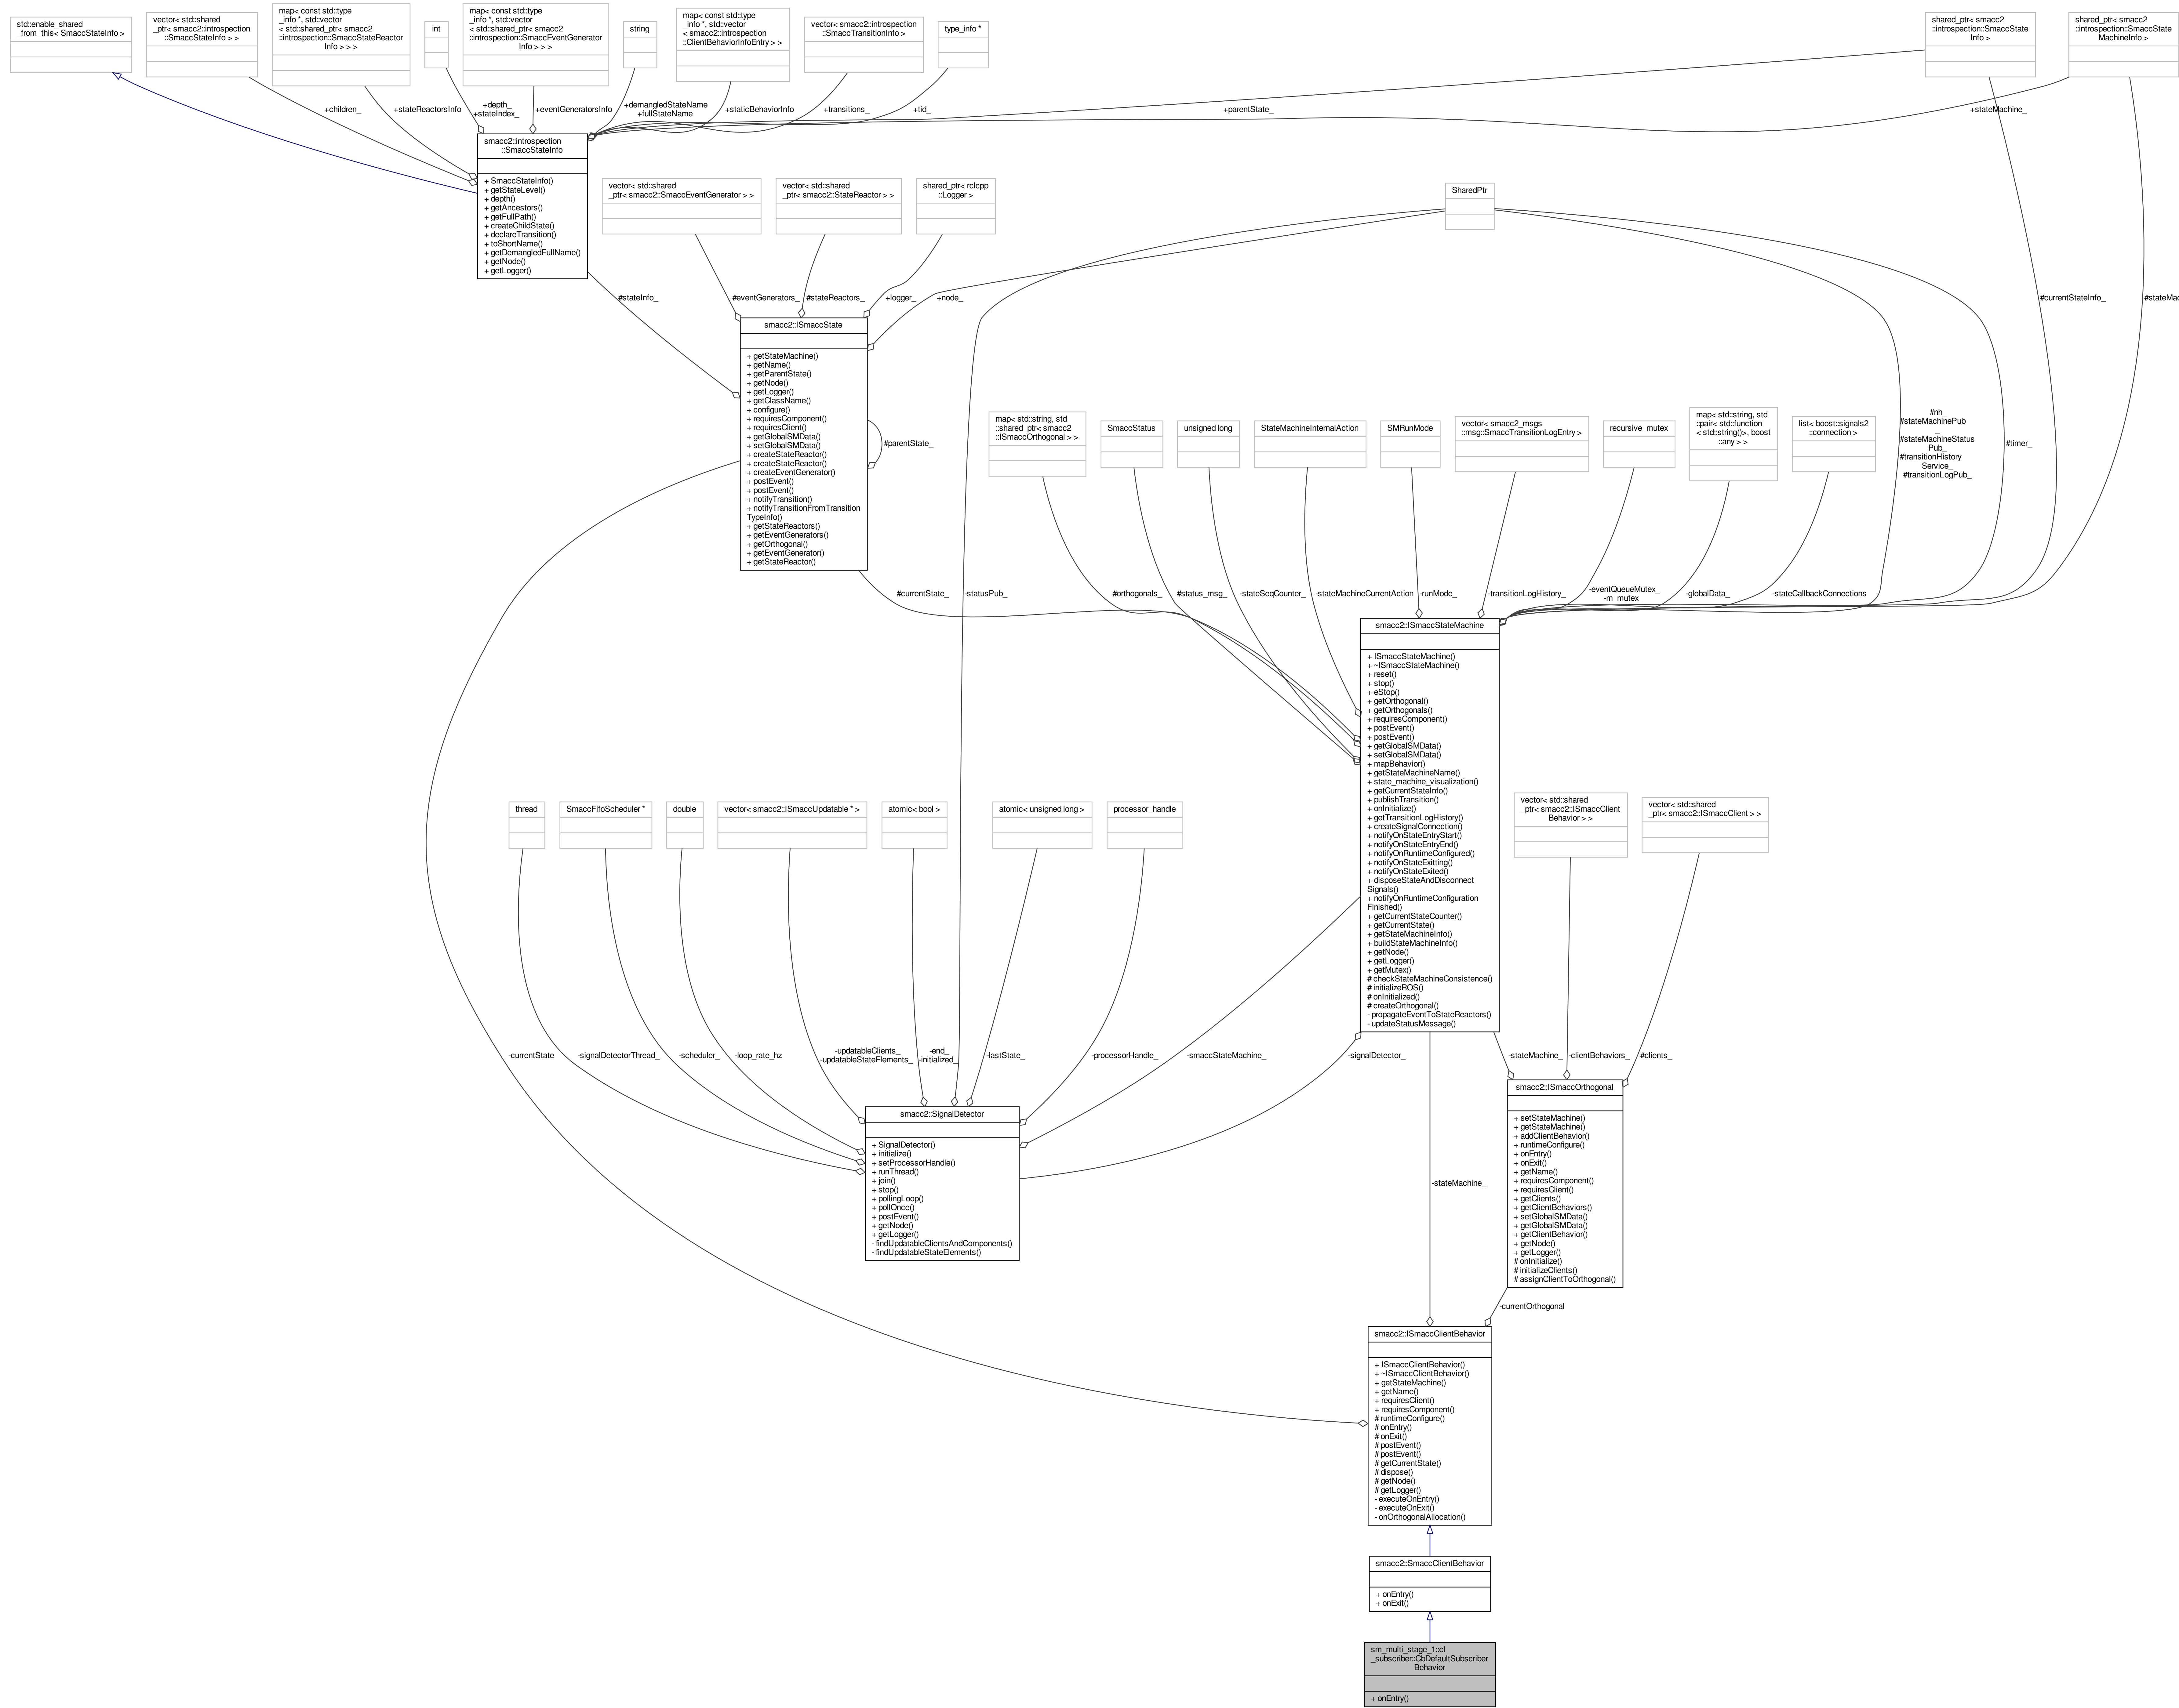 std::enable_shared
_from_this< SmaccStateInfo >
vector< std::shared
_ptr< smacc2::introspection
::SmaccStateInfo > >
map< const std::type
_info *, std::vector
< std::shared_ptr< smacc2
::introspection::SmaccStateReactor
Info > > >
int
map< const std::type
_info *, std::vector
< std::shared_ptr< smacc2
::introspection::SmaccEventGenerator
Info > > >
string
map< const std::type
_info *, std::vector
< smacc2::introspection
::ClientBehaviorInfoEntry > >
vector< smacc2::introspection
::SmaccTransitionInfo >
type_info *
shared_ptr< smacc2
::introspection::SmaccState
Info >
shared_ptr< smacc2
::introspection::SmaccState
MachineInfo >
+children_
+stateReactorsInfo
+depth_
+stateIndex_
+eventGeneratorsInfo
+demangledStateName
+fullStateName
+staticBehaviorInfo
+transitions_
+tid_
+parentState_
+stateMachine_
smacc2::introspection
::SmaccStateInfo
+ SmaccStateInfo()
+ getStateLevel()
+ depth()
+ getAncestors()
+ getFullPath()
+ createChildState()
+ declareTransition()
+ toShortName()
+ getDemangledFullName()
+ getNode()
+ getLogger()
vector< std::shared
_ptr< smacc2::SmaccEventGenerator > >
vector< std::shared
_ptr< smacc2::StateReactor > >
shared_ptr< rclcpp
::Logger >
SharedPtr
#stateInfo_
#eventGenerators_
#stateReactors_
+logger_
+node_
#currentStateInfo_
#stateMac
smacc2::ISmaccState
+ getStateMachine()
+ getName()
+ getParentState()
+ getNode()
+ getLogger()
+ getClassName()
+ configure()
+ requiresComponent()
+ requiresClient()
+ getGlobalSMData()
+ setGlobalSMData()
+ createStateReactor()
+ createStateReactor()
+ createEventGenerator()
+ postEvent()
+ postEvent()
+ notifyTransition()
+ notifyTransitionFromTransition
TypeInfo()
+ getStateReactors()
+ getEventGenerators()
+ getOrthogonal()
+ getEventGenerator()
+ getStateReactor()
#parentState_
map< std::string, std
::shared_ptr< smacc2
::ISmaccOrthogonal > >
SmaccStatus
unsigned long
StateMachineInternalAction
SMRunMode
vector< smacc2_msgs
::msg::SmaccTransitionLogEntry >
recursive_mutex
map< std::string, std
::pair< std::function
< std::string()>, boost
::any > >
list< boost::signals2
::connection >
#nh_
#stateMachinePub
_
#stateMachineStatus
Pub_
#transitionHistory
Service_
#transitionLogPub_
#timer_
#currentState_
-statusPub_
#orthogonals_
#status_msg_
-stateSeqCounter_
-stateMachineCurrentAction
-runMode_
-transitionLogHistory_
-eventQueueMutex_
-m_mutex_
-globalData_
-stateCallbackConnections
smacc2::ISmaccStateMachine
+ ISmaccStateMachine()
+ ~ISmaccStateMachine()
+ reset()
+ stop()
+ eStop()
+ getOrthogonal()
+ getOrthogonals()
+ requiresComponent()
+ postEvent()
+ postEvent()
+ getGlobalSMData()
+ setGlobalSMData()
+ mapBehavior()
+ getStateMachineName()
+ state_machine_visualization()
+ getCurrentStateInfo()
+ publishTransition()
+ onInitialize()
+ getTransitionLogHistory()
+ createSignalConnection()
+ notifyOnStateEntryStart()
+ notifyOnStateEntryEnd()
+ notifyOnRuntimeConfigured()
+ notifyOnStateExitting()
+ notifyOnStateExited()
+ disposeStateAndDisconnect
Signals()
+ notifyOnRuntimeConfiguration
Finished()
+ getCurrentStateCounter()
+ getCurrentState()
+ getStateMachineInfo()
+ buildStateMachineInfo()
+ getNode()
+ getLogger()
+ getMutex()
# checkStateMachineConsistence()
# initializeROS()
# onInitialized()
# createOrthogonal()
- propagateEventToStateReactors()
- updateStatusMessage()
thread
SmaccFifoScheduler *
double
vector< smacc2::ISmaccUpdatable * >
atomic< bool >
atomic< unsigned long >
processor_handle
vector< std::shared
_ptr< smacc2::ISmaccClient
Behavior > >
vector< std::shared
_ptr< smacc2::ISmaccClient > >
-currentState
-signalDetectorThread_
-scheduler_
-loop_rate_hz
-updatableClients_
-updatableStateElements_
-end_
-initialized_
-lastState_
-processorHandle_
-smaccStateMachine_
-signalDetector_
-stateMachine_
-clientBehaviors_
#clients_
smacc2::SignalDetector
+ SignalDetector()
+ initialize()
+ setProcessorHandle()
+ runThread()
+ join()
+ stop()
+ pollingLoop()
+ pollOnce()
+ postEvent()
+ getNode()
+ getLogger()
- findUpdatableClientsAndComponents()
- findUpdatableStateElements()
smacc2::ISmaccOrthogonal
+ setStateMachine()
+ getStateMachine()
+ addClientBehavior()
+ runtimeConfigure()
+ onEntry()
+ onExit()
+ getName()
+ requiresComponent()
+ requiresClient()
+ getClients()
+ getClientBehaviors()
+ setGlobalSMData()
+ getGlobalSMData()
+ getClientBehavior()
+ getNode()
+ getLogger()
# onInitialize()
# initializeClients()
# assignClientToOrthogonal()
-stateMachine_
-currentOrthogonal
smacc2::ISmaccClientBehavior
+ ISmaccClientBehavior()
+ ~ISmaccClientBehavior()
+ getStateMachine()
+ getName()
+ requiresClient()
+ requiresComponent()
# runtimeConfigure()
# onEntry()
# onExit()
# postEvent()
# postEvent()
# getCurrentState()
# dispose()
# getNode()
# getLogger()
- executeOnEntry()
- executeOnExit()
- onOrthogonalAllocation()
smacc2::SmaccClientBehavior
+ onEntry()
+ onExit()
sm_multi_stage_1::cl
_subscriber::CbDefaultSubscriber
Behavior
+ onEntry()